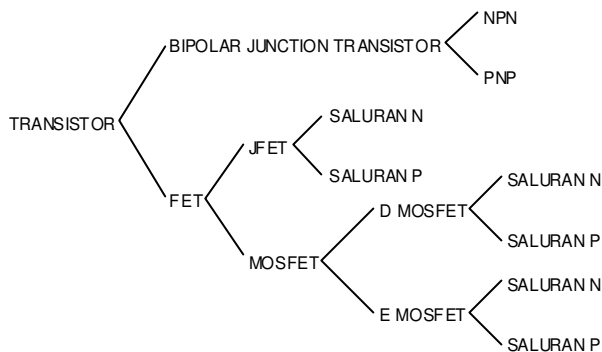 NPN
BIPOLAR JUNCTION TRANSISTOR
PNP
TRANSISTOR
SALURAN N
JFET
SALURAN P
FET
SALURAN N
D MOSFET
SALURAN P
MOSFET
SALURAN N
E MOSFET
SALURAN P